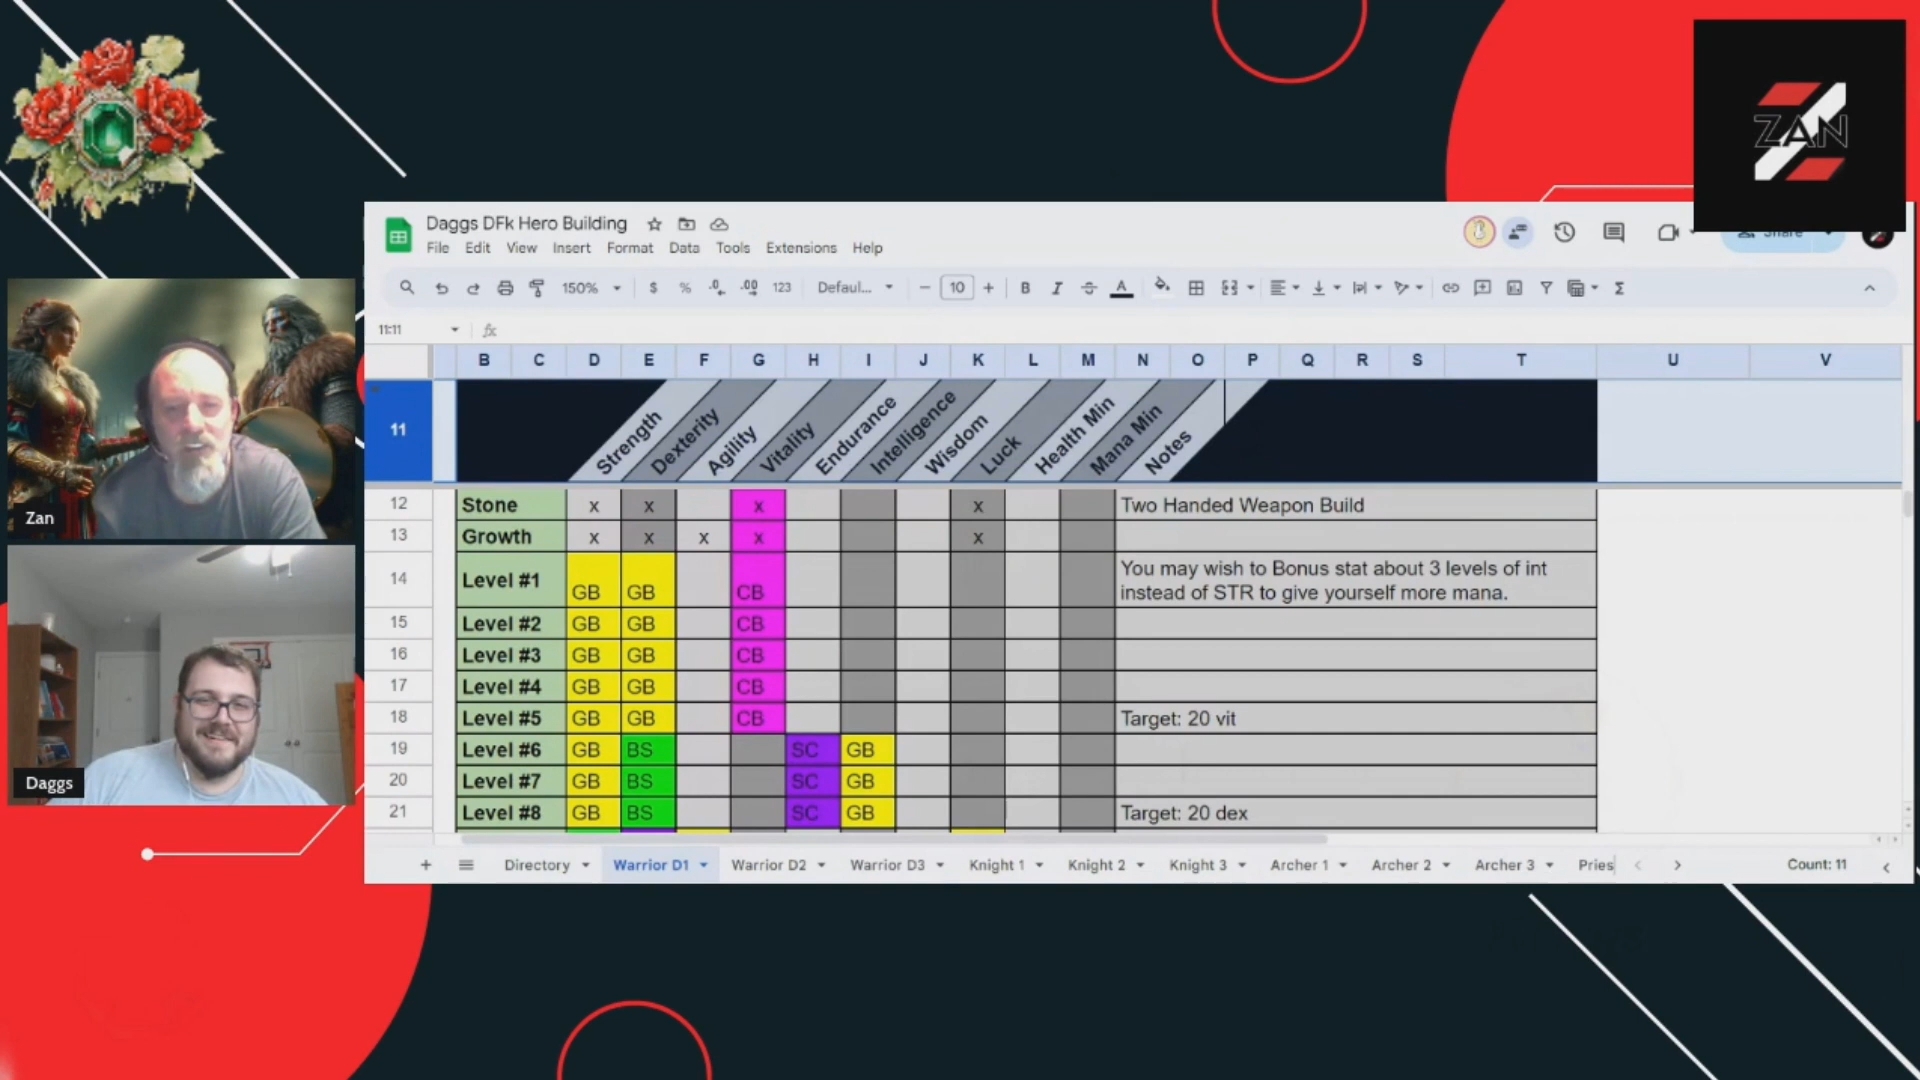 ZAN
Daggs DFk Hero Building
File Edit View Insert Format Data Tools Extensions Help
Share
150% $ % .0 .00 123 Defaul... − 10 + B I A
11:11 fx
B C D E F G H I J K L M N O P Q R S T U V
11 Strength Dexterity Agility Vitality Endurance Intelligence Wisdom Luck Health Min Mana Min Notes
12 Stone x x x x Two Handed Weapon Build
13 Growth x x x x x
14 Level #1 GB GB CB You may wish to Bonus stat about 3 levels of int
instead of STR to give yourself more mana.
15 Level #2 GB GB CB
16 Level #3 GB GB CB
17 Level #4 GB GB CB
18 Level #5 GB GB CB Target: 20 vit
19 Level #6 GB BS SC GB
20 Level #7 GB BS SC GB
21 Level #8 GB BS SC GB Target: 20 dex
Directory Warrior D1 Warrior D2 Warrior D3 Knight 1 Knight 2 Knight 3 Archer 1 Archer 2 Archer 3 Pries Count: 11
Zan
Daggs